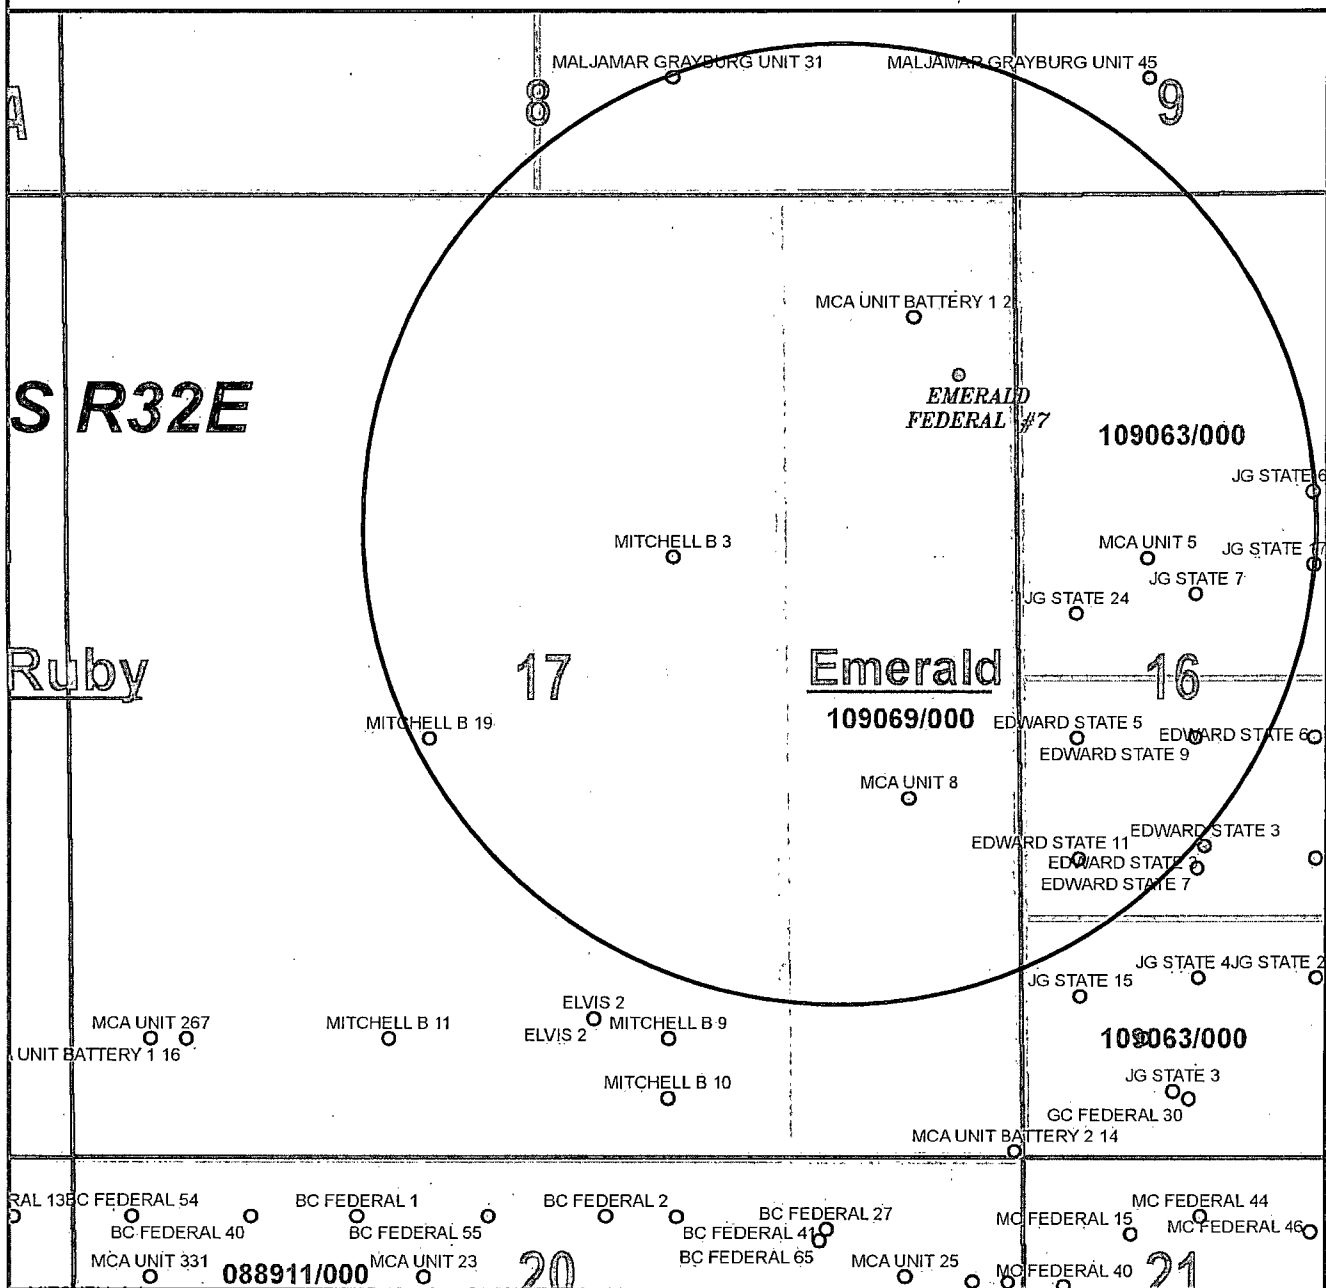 MALJAMAR GRAYBURG UNIT 31
MALJAMAR GRAYBURG UNIT 45
A
8
9
MCA UNIT BATTERY 1 2
S R32E
EMERALD
FEDERAL #7
109063/000
JG STATE 6
MITCHELL B 3
MCA UNIT 5
JG STATE 17
JG STATE 7
JG STATE 24
Ruby
17
Emerald
16
109069/000
MITCHELL B 19
EDWARD STATE 5
EDWARD STATE 6
EDWARD STATE 9
MCA UNIT 8
EDWARD STATE 3
EDWARD STATE 11
EDWARD STATE 3
EDWARD STATE 7
JG STATE 4
JG STATE 2
JG STATE 15
ELVIS 2
MCA UNIT 267
MITCHELL B 11
ELVIS 2
MITCHELL B 9
109063/000
UNIT BATTERY 1 16
MITCHELL B 10
JG STATE 3
GC FEDERAL 30
MCA UNIT BATTERY 2 14
RAL 13
BC FEDERAL 54
BC FEDERAL 1
BC FEDERAL 2
BC FEDERAL 27
MC FEDERAL 44
MC FEDERAL 15
MC FEDERAL 46
BC FEDERAL 40
BC FEDERAL 55
BC FEDERAL 41
BC FEDERAL 65
MCA UNIT 331
088911/000
MCA UNIT 23
20
MCA UNIT 25
MC FEDERAL 40
21